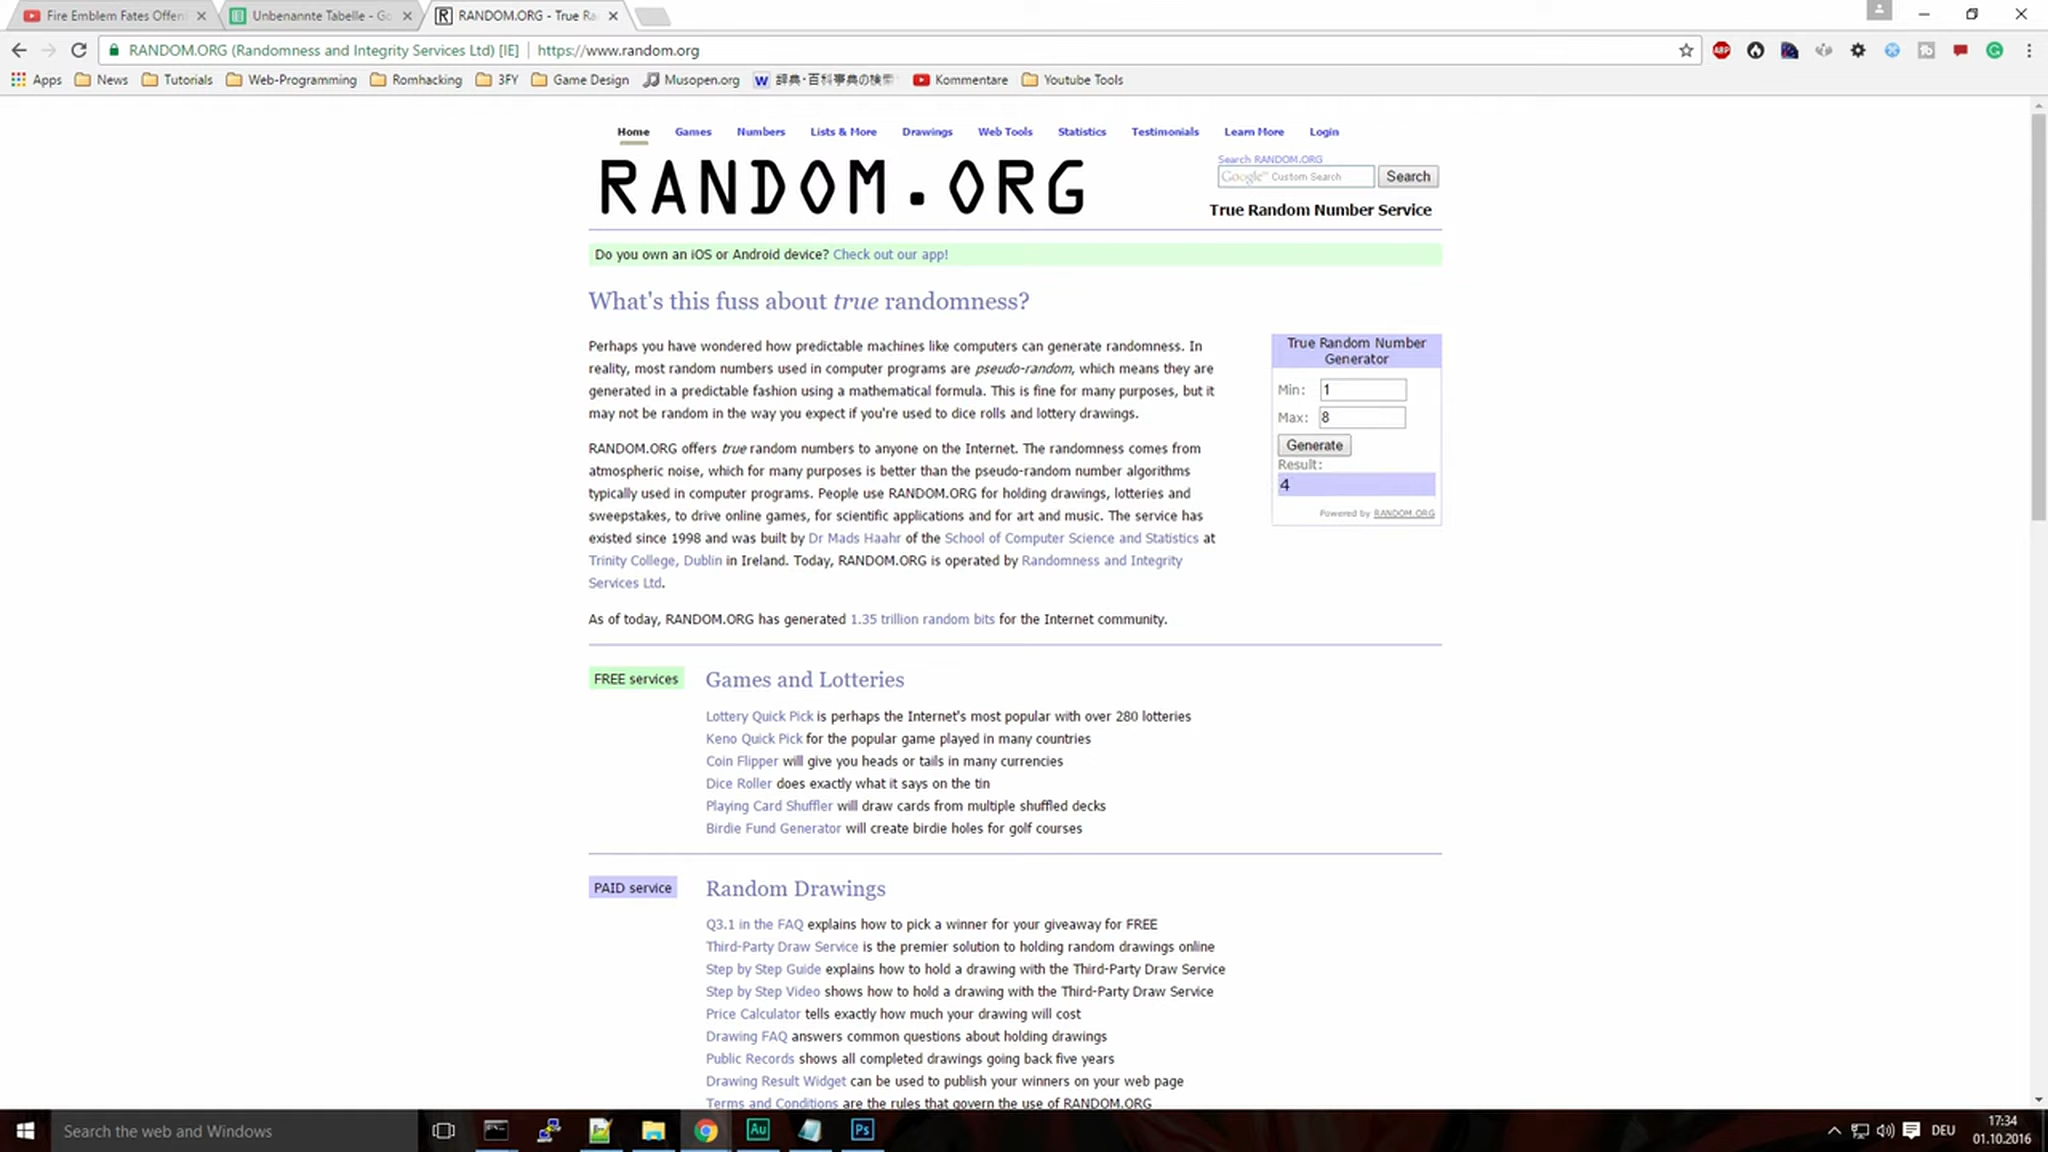 Fire Emblem Fates Offen
Unbenannte Tabelle - Go
RANDOM.ORG - True Ra
RANDOM.ORG (Randomness and Integrity Services Ltd) [IE]
https://www.random.org
Apps
News
Tutorials
Web-Programming
Romhacking
3FY
Game Design
Musopen.org
辞典・百科事典の検索
Kommentare
Youtube Tools
Home
Games
Numbers
Lists & More
Drawings
Web Tools
Statistics
Testimonials
Learn More
Login
RANDOM.ORG
Search RANDOM.ORG
Google™ Custom Search
Search
True Random Number Service
Do you own an iOS or Android device? Check out our app!
What's this fuss about true randomness?
Perhaps you have wondered how predictable machines like computers can generate randomness. In
reality, most random numbers used in computer programs are pseudo-random, which means they are
generated in a predictable fashion using a mathematical formula. This is fine for many purposes, but it
may not be random in the way you expect if you're used to dice rolls and lottery drawings.
RANDOM.ORG offers true random numbers to anyone on the Internet. The randomness comes from
atmospheric noise, which for many purposes is better than the pseudo-random number algorithms
typically used in computer programs. People use RANDOM.ORG for holding drawings, lotteries and
sweepstakes, to drive online games, for scientific applications and for art and music. The service has
existed since 1998 and was built by Dr Mads Haahr of the School of Computer Science and Statistics at
Trinity College, Dublin in Ireland. Today, RANDOM.ORG is operated by Randomness and Integrity
Services Ltd.
As of today, RANDOM.ORG has generated 1.35 trillion random bits for the Internet community.
True Random Number
Generator
Min: 1
Max: 8
Generate
Result:
4
Powered by RANDOM.ORG
FREE services
Games and Lotteries
Lottery Quick Pick is perhaps the Internet's most popular with over 280 lotteries
Keno Quick Pick for the popular game played in many countries
Coin Flipper will give you heads or tails in many currencies
Dice Roller does exactly what it says on the tin
Playing Card Shuffler will draw cards from multiple shuffled decks
Birdie Fund Generator will create birdie holes for golf courses
PAID service
Random Drawings
Q3.1 in the FAQ explains how to pick a winner for your giveaway for FREE
Third-Party Draw Service is the premier solution to holding random drawings online
Step by Step Guide explains how to hold a drawing with the Third-Party Draw Service
Step by Step Video shows how to hold a drawing with the Third-Party Draw Service
Price Calculator tells exactly how much your drawing will cost
Drawing FAQ answers common questions about holding drawings
Public Records shows all completed drawings going back five years
Drawing Result Widget can be used to publish your winners on your web page
Terms and Conditions are the rules that govern the use of RANDOM.ORG
Search the web and Windows
Au
Ps
DEU
17:34
01.10.2016